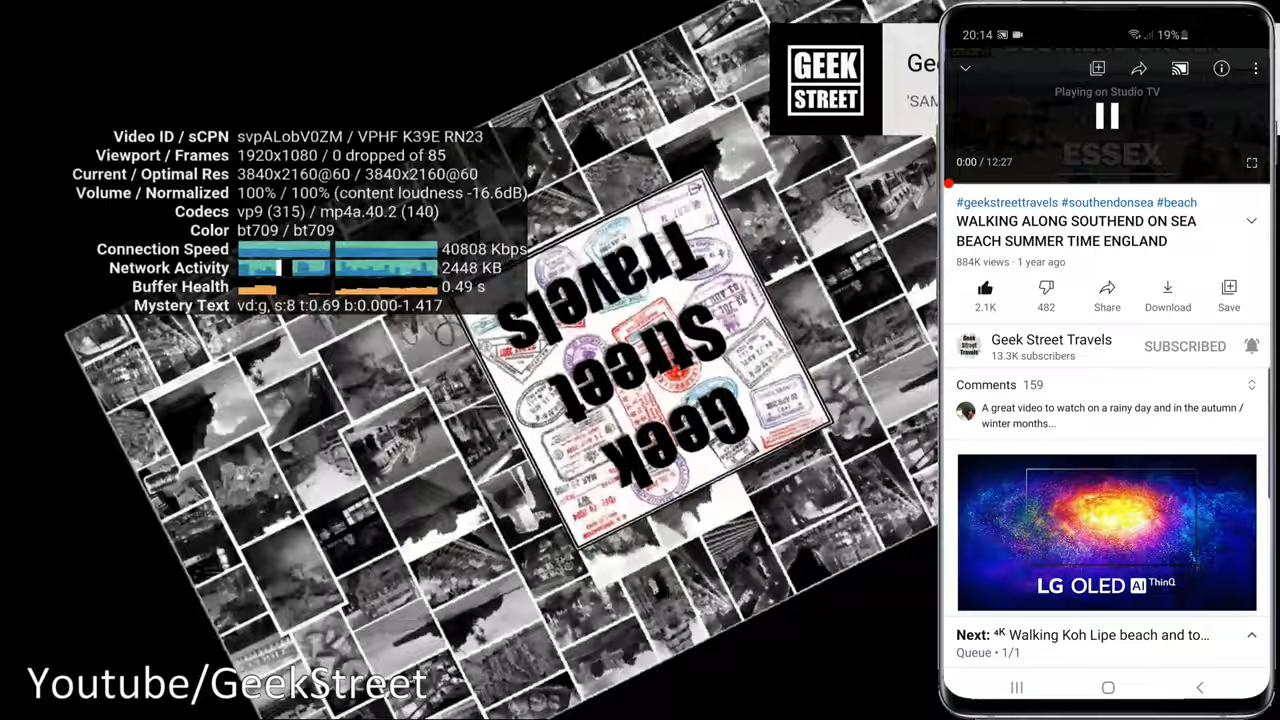 GEEK
STREET
Gee
'SAM
Video ID / sCPN svpALobV0ZM / VPHF K39E RN23
Viewport / Frames 1920x1080 / 0 dropped of 85
Current / Optimal Res 3840x2160@60 / 3840x2160@60
Volume / Normalized 100% / 100% (content loudness -16.6dB)
Codecs vp9 (315) / mp4a.40.2 (140)
Color bt709 / bt709
Connection Speed 40808 Kbps
Network Activity 2448 KB
Buffer Health 0.49 s
Mystery Text vd:g, s:8 t:0.69 b:0.000-1.417
Geek
Street
Travels
Youtube/GeekStreet
20:14 19%
Playing on Studio TV
ESSEX
0:00 / 12:27
#geekstreettravels #southendonsea #beach
WALKING ALONG SOUTHEND ON SEA
BEACH SUMMER TIME ENGLAND
884K views · 1 year ago
2.1K 482 Share Download Save
Geek Street Travels
13.3K subscribers
SUBSCRIBED
Comments 159
A great video to watch on a rainy day and in the autumn /
winter months...
LG OLED AI ThinQ
Next: ⁴ᴷ Walking Koh Lipe beach and to...
Queue • 1/1